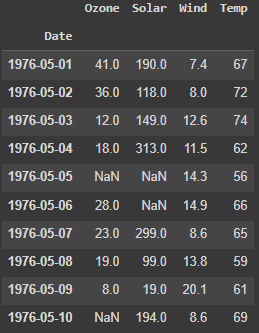 Ozone Solar Wind Temp
Date
1976-05-01 41.0 190.0 7.4 67
1976-05-02 36.0 118.0 8.0 72
1976-05-03 12.0 149.0 12.6 74
1976-05-04 18.0 313.0 11.5 62
1976-05-05 NaN NaN 14.3 56
1976-05-06 28.0 NaN 14.9 66
1976-05-07 23.0 299.0 8.6 65
1976-05-08 19.0 99.0 13.8 59
1976-05-09 8.0 19.0 20.1 61
1976-05-10 NaN 194.0 8.6 69